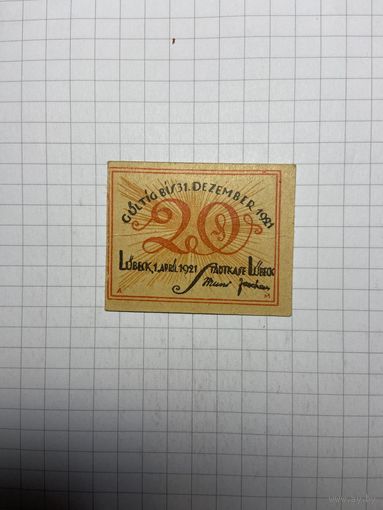 GÜLTIG BIS 31. DEZEMBER 1921
20
LÜBECK, 1. APRIL 1921 STADTKASSE LÜBECK
A M